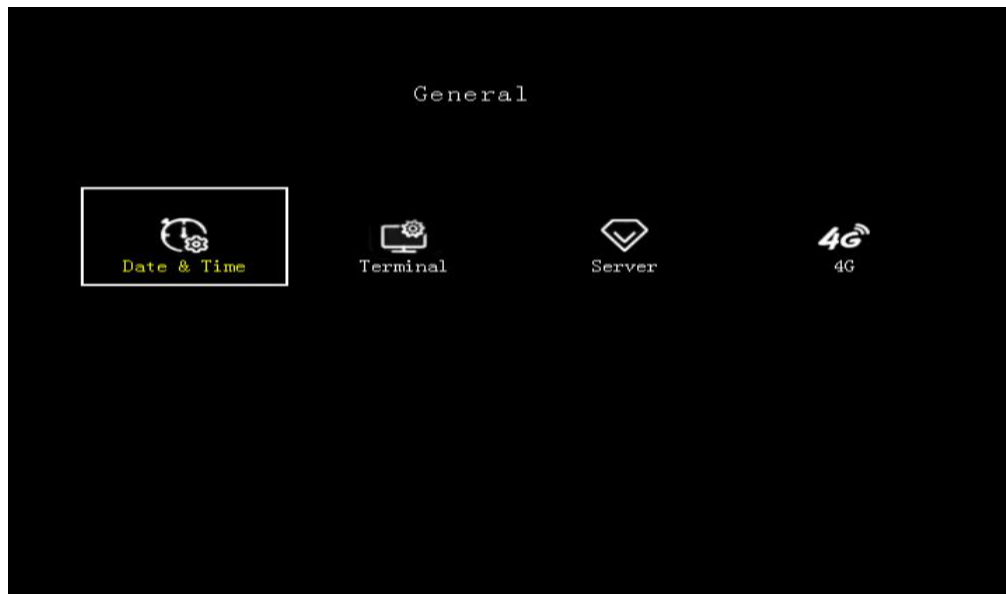 General
4G
Date & Time
Terminal
Server
4G